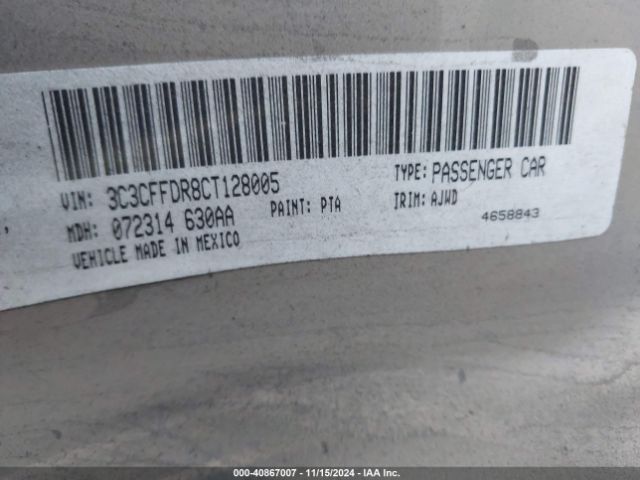 VIN: 3C3CFFDR8CT128005 TYPE: PASSENGER CAR
MDH: 072314 630AA PAINT: PTA TRIM: AJWD
VEHICLE MADE IN MEXICO 4658843
000-40867007 - 11/15/2024 - IAA Inc.